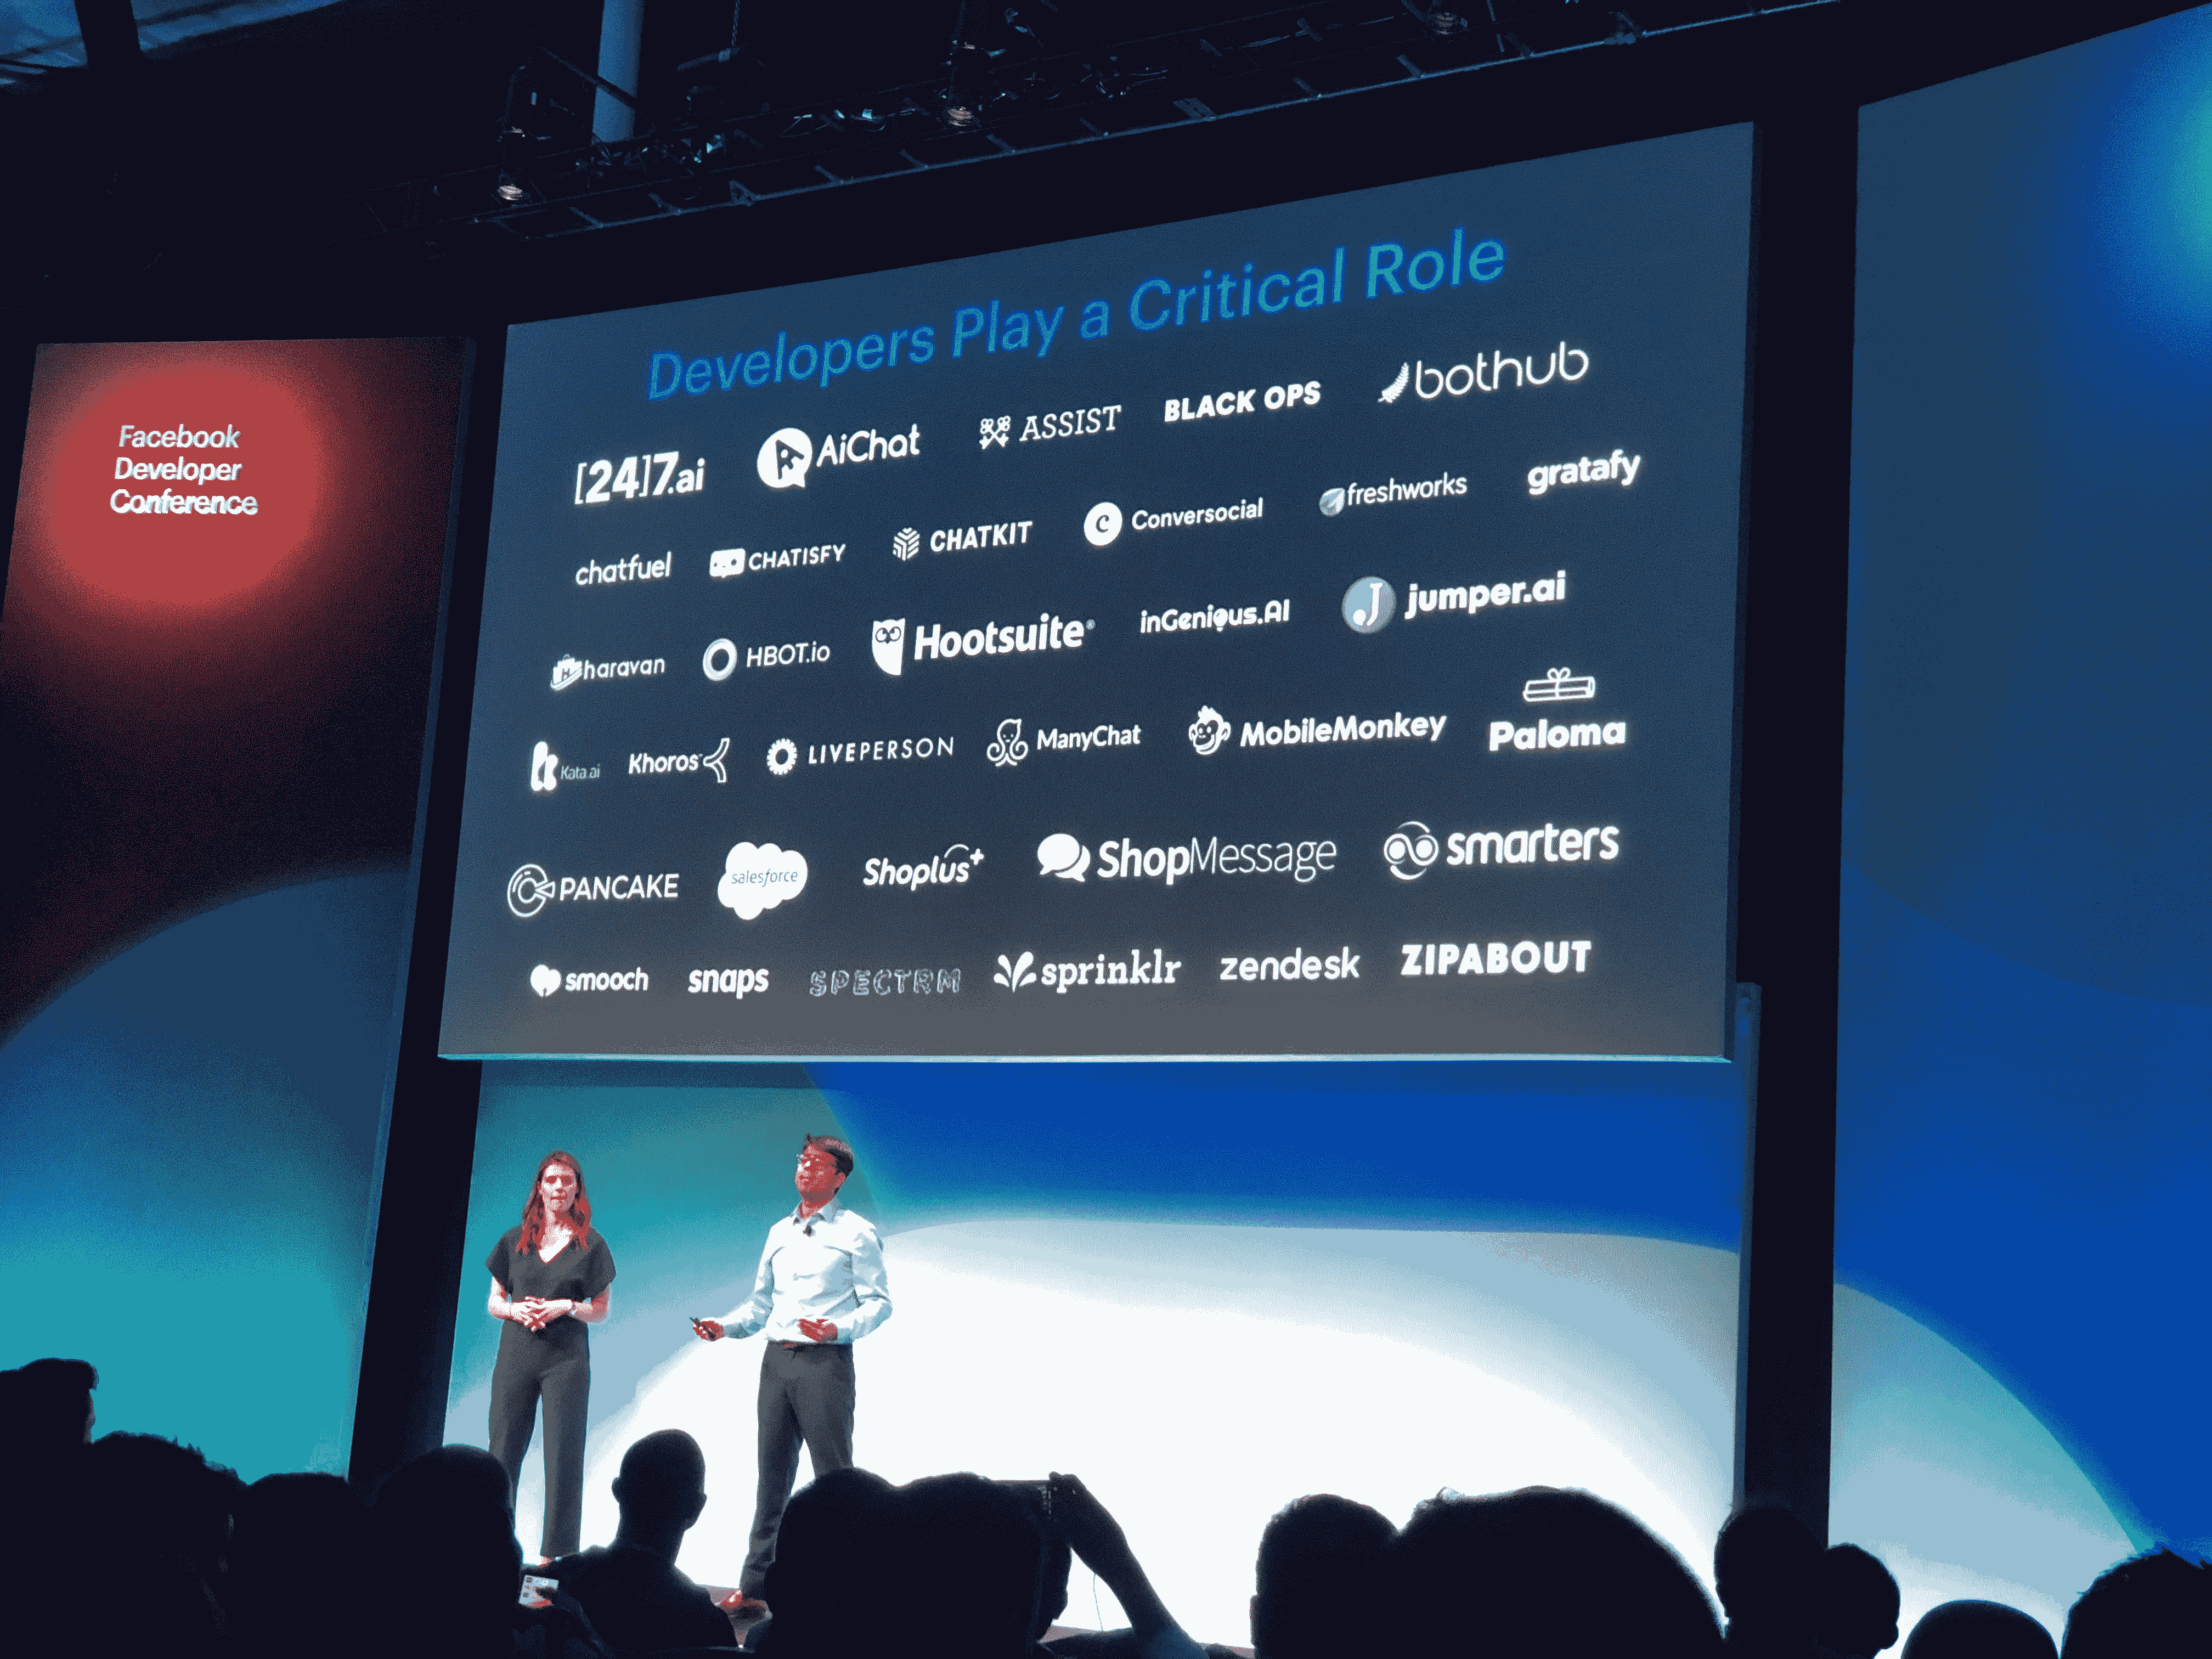 Facebook
Developer
Conference
Developers Play a Critical Role
[24]7.ai AiChat ASSIST BLACK OPS bothub
chatfuel CHATISFY CHATKIT Conversocial freshworks gratafy
haravan HBOT.io Hootsuite® inGenious.AI jumper.ai
Kata.ai Khoros LIVEPERSON ManyChat MobileMonkey Paloma
PANCAKE salesforce Shoplus+ ShopMessage smarters
smooch snaps SPECTRM sprinklr zendesk ZIPABOUT